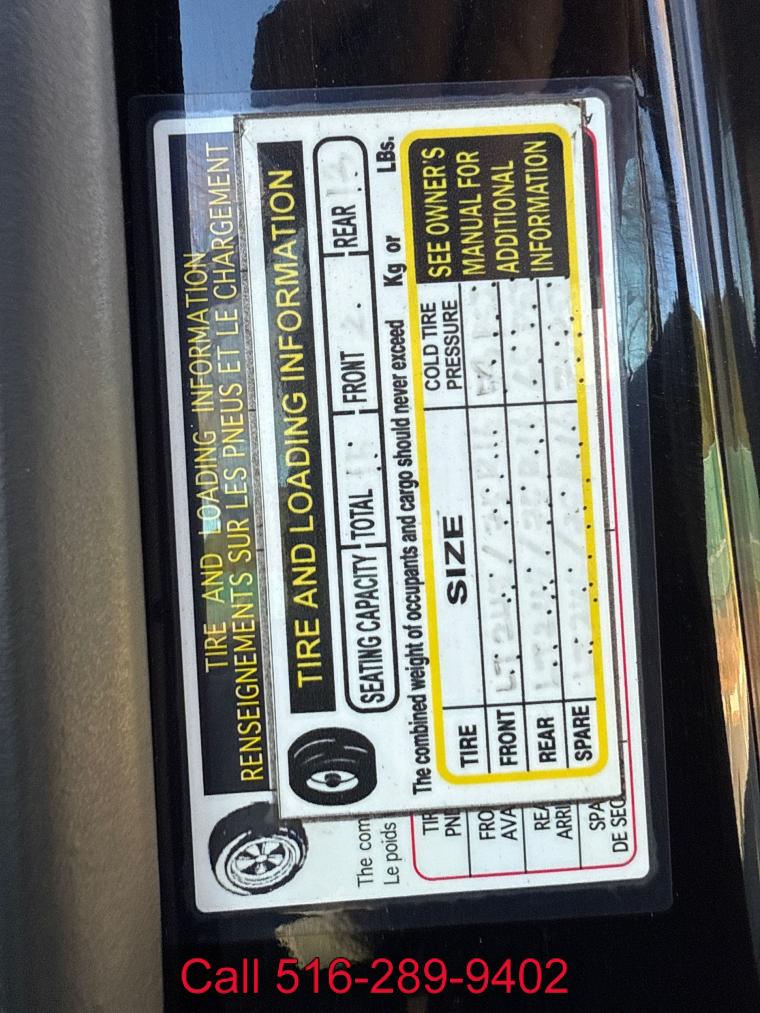 TIRE AND LOADING INFORMATION
RENSEIGNEMENTS SUR LES PNEUS ET LE CHARGEMENT
TIRE AND LOADING INFORMATION
SEATING CAPACITY TOTAL FRONT 2 REAR
The combined weight of occupants and cargo should never exceed Kg or LBs.
TIRE SIZE COLD TIRE PRESSURE
FRONT
REAR
SPARE
SEE OWNER'S
MANUAL FOR
ADDITIONAL
INFORMATION
The com
Le poids
TIR
PNE
FRO
AVA
REA
ARRI
SPA
DE SEC
Call 516-289-9402